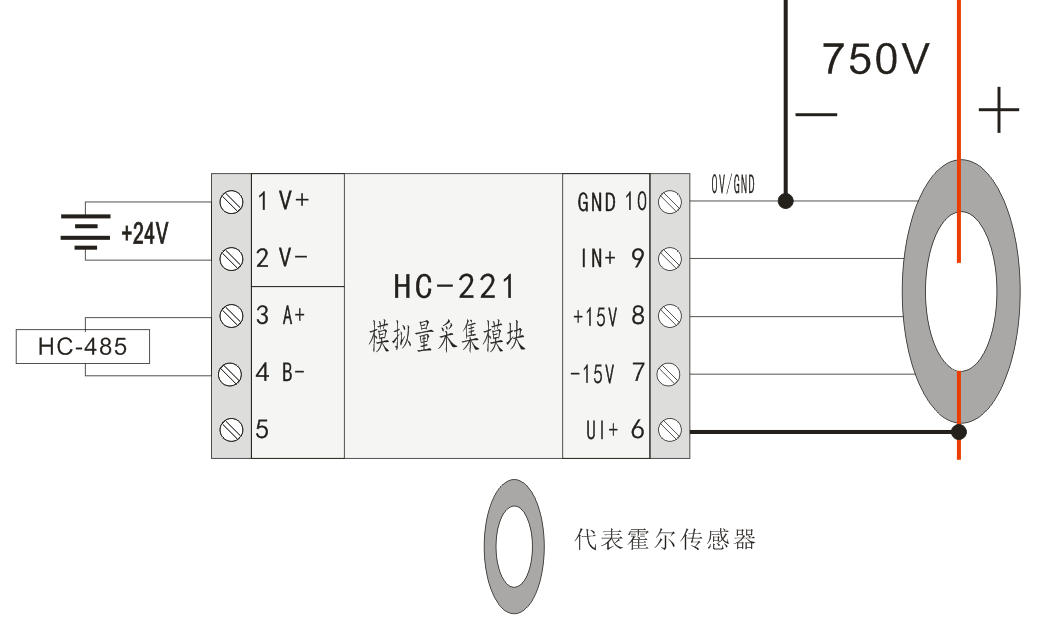 750V
—
+
0V/GND
1 V+
GND 10
+24V
2 V-
IN+ 9
HC-221
3 A+
+15V 8
模拟量采集模块
HC-485
4 B-
-15V 7
5
UI+ 6
代表霍尔传感器